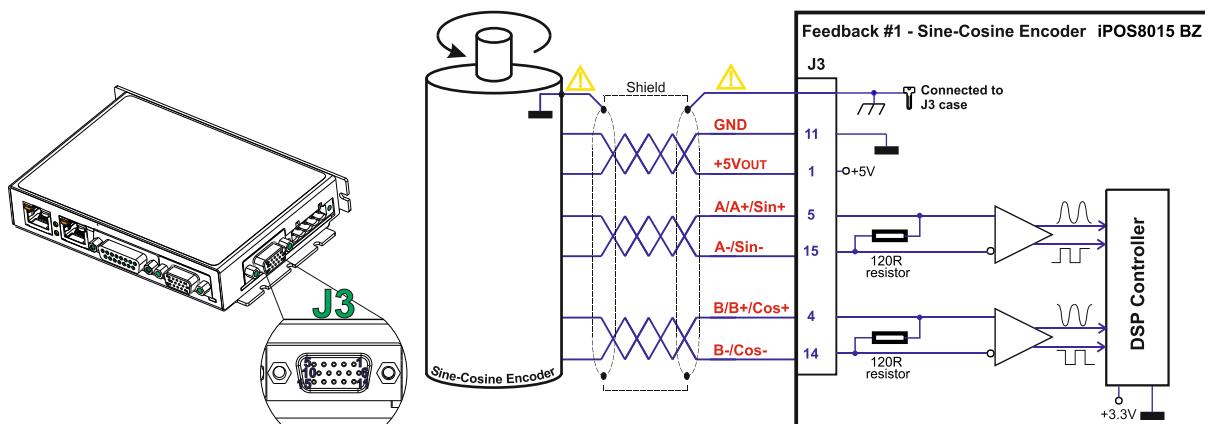 Feedback #1 - Sine-Cosine Encoder iPOS8015 BZ
J3
Shield
Connected to
J3 case
GND
11
+5VOUT
1
+5V
A/A+/Sin+
5
A-/Sin-
15
120R
resistor
B/B+/Cos+
4
B-/Cos-
14
120R
resistor
DSP Controller
+3.3V
Sine-Cosine Encoder
J3
10